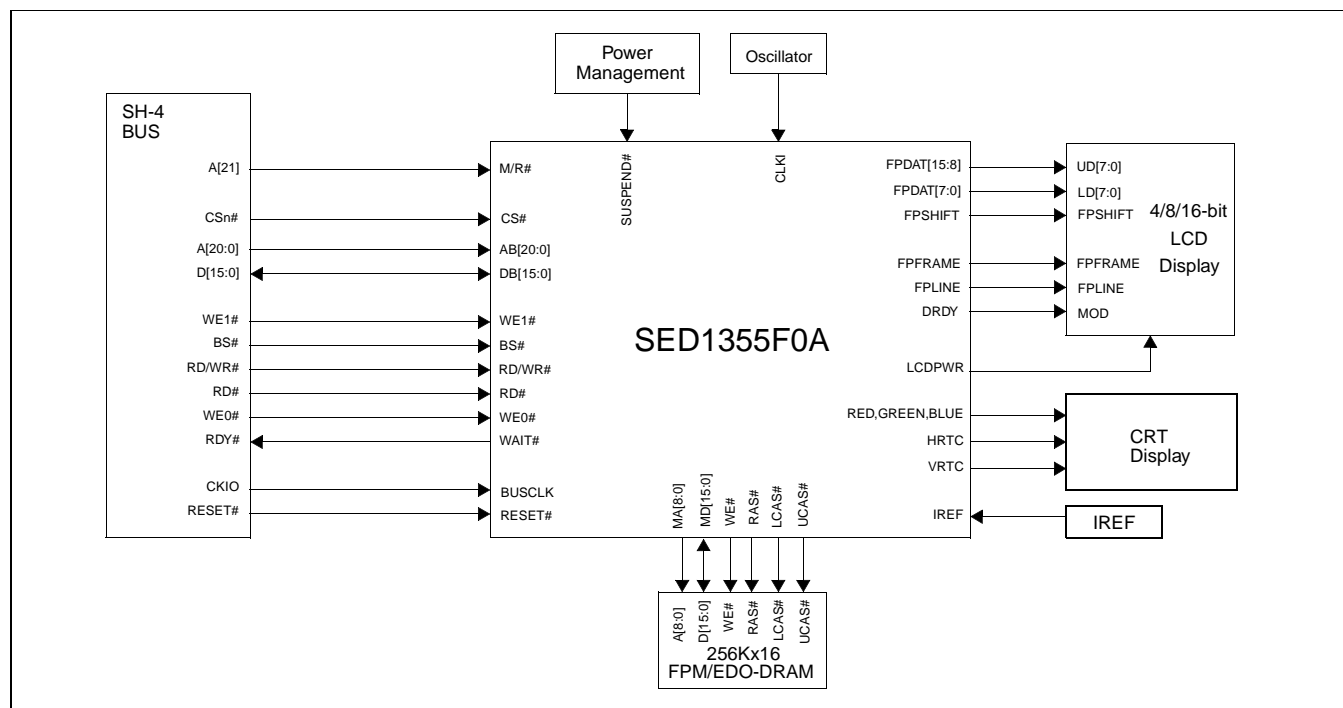 Power
Management
Oscillator
SH-4
BUS
A[21]
CSn#
A[20:0]
D[15:0]
WE1#
BS#
RD/WR#
RD#
WE0#
RDY#
CKIO
RESET#
M/R#
CS#
AB[20:0]
DB[15:0]
WE1#
BS#
RD/WR#
RD#
WE0#
WAIT#
BUSCLK
RESET#
SUSPEND#
CLKI
SED1355F0A
FPDAT[15:8]
FPDAT[7:0]
FPSHIFT
FPFRAME
FPLINE
DRDY
LCDPWR
RED,GREEN,BLUE
HRTC
VRTC
IREF
UD[7:0]
LD[7:0]
FPSHIFT
FPFRAME
FPLINE
MOD
4/8/16-bit
LCD
Display
CRT
Display
IREF
MA[8:0]
MD[15:0]
WE#
RAS#
LCAS#
UCAS#
A[8:0]
D[15:0]
WE#
RAS#
LCAS#
UCAS#
256Kx16
FPM/EDO-DRAM